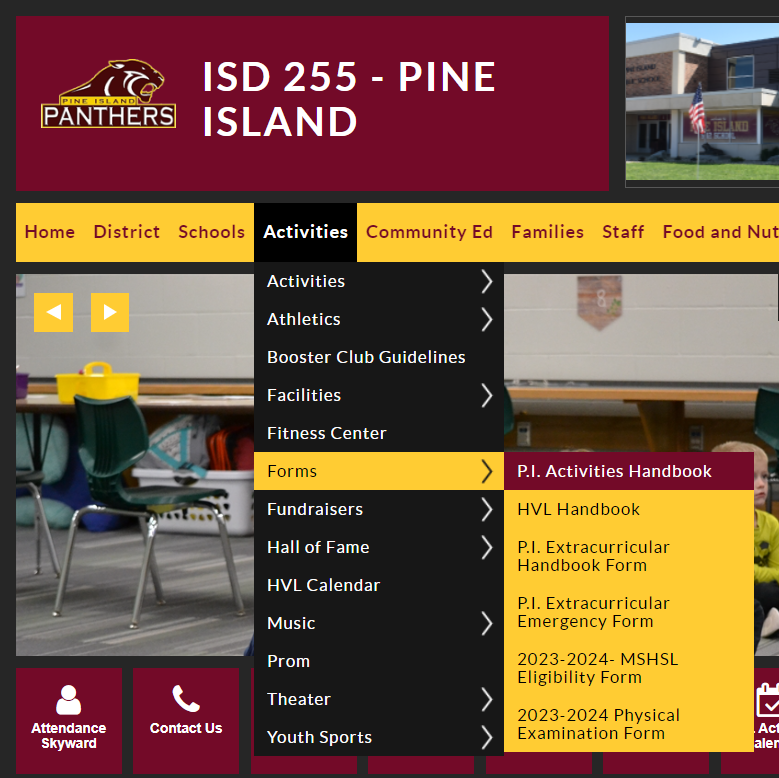 PINE ISLAND
PANTHERS
ISD 255 - PINE
ISLAND
Home District Schools Activities Community Ed Families Staff Food and Nut
Activities
Athletics
Booster Club Guidelines
Facilities
Fitness Center
Forms
Fundraisers
Hall of Fame
HVL Calendar
Music
Prom
Theater
Youth Sports
P.I. Activities Handbook
HVL Handbook
P.I. Extracurricular
Handbook Form
P.I. Extracurricular
Emergency Form
2023-2024- MSHSL
Eligibility Form
2023-2024 Physical
Examination Form
Attendance
Skyward
Contact Us